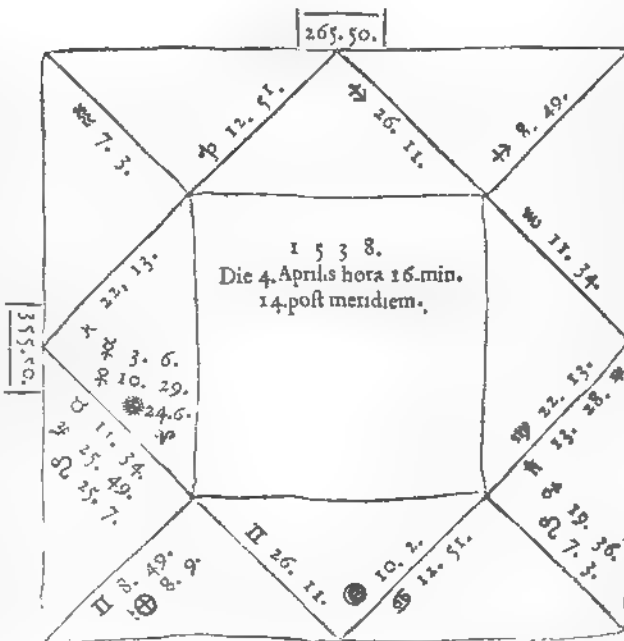 265. 50.
♒ 7. 3.
♑ 12. 51.
♐ 26. 11.
♐ 8. 49.
♏ 11. 34.
1 5 3 8.
Die 4. Aprilis hora 16. min.
14. poſt meridiem.
355. 50.
♓ 22, 13.
☿ 3. 6.
♀ 10. 29.
24. 6.
♈
♉ 11. 34.
♃ 25. 49.
☊ 25. 7.
♊ 8. 49.
⊕ 8. 9.
♊ 26. 11.
10. 2.
♋ 12. 51.
♍ 22. 13.
♄ 13. 28.
♂ 19. 36.
♌ 7. 3.